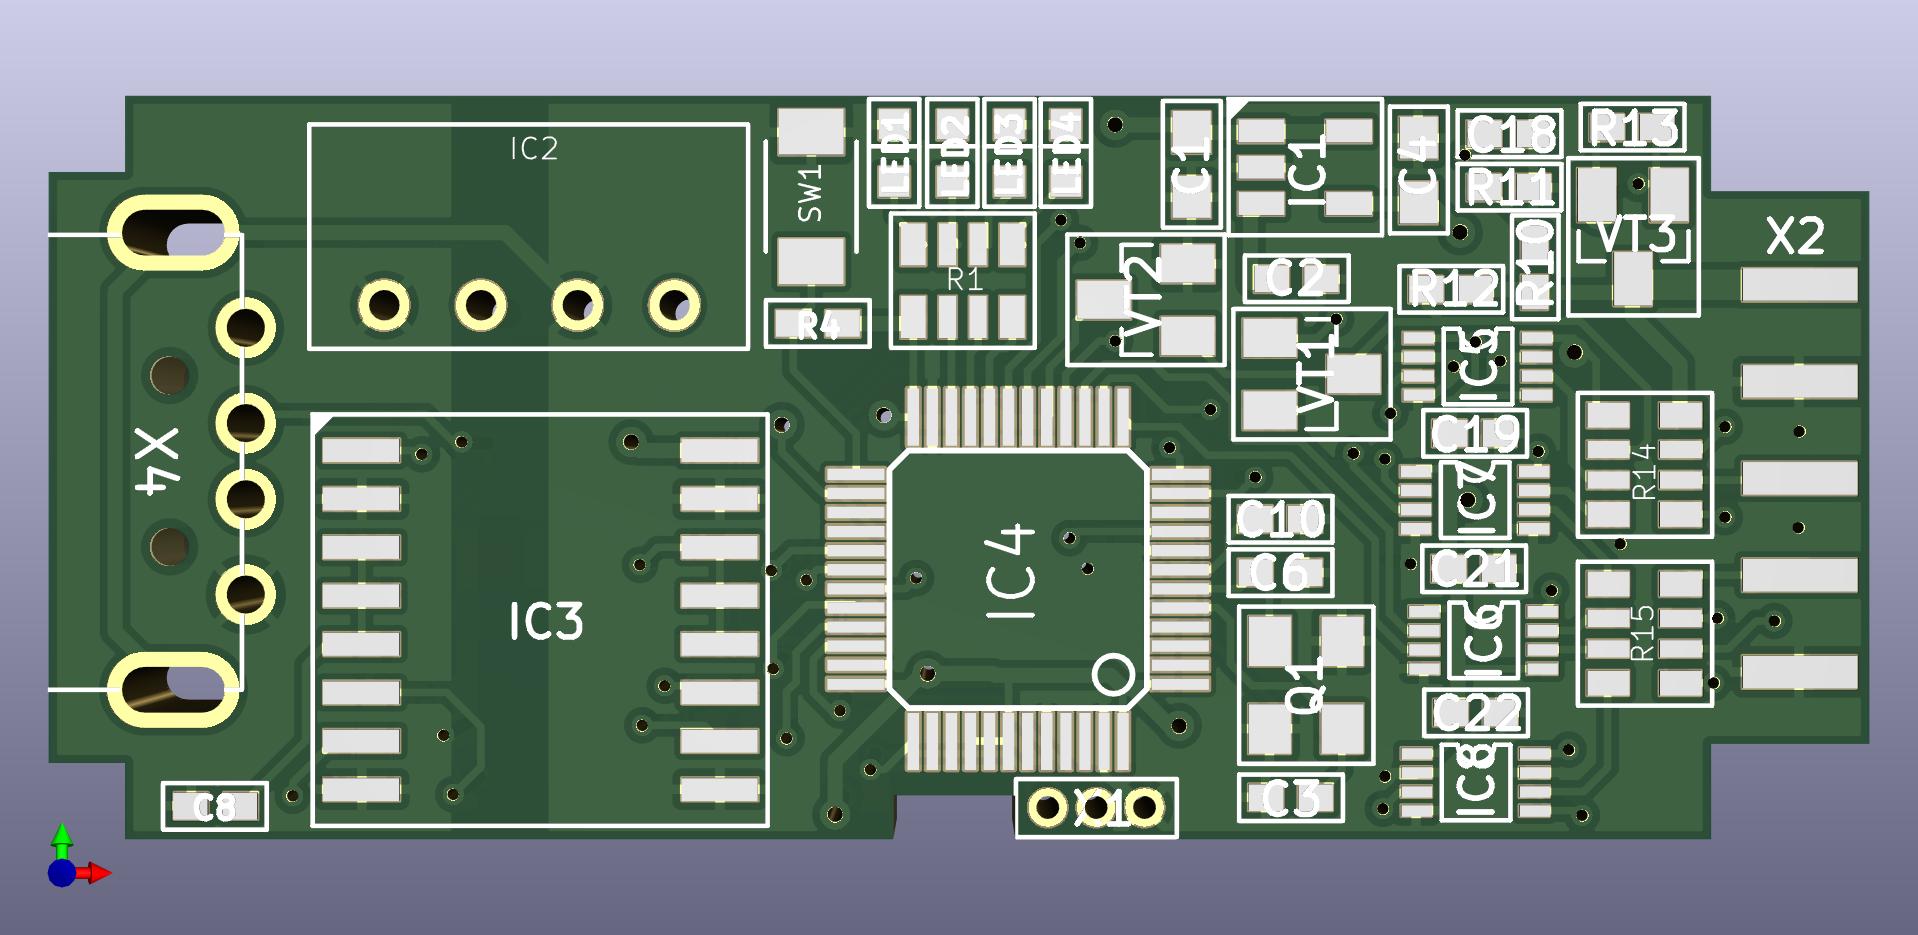 IC2
SW1
LED1
LED2
LED3
LED4
C1
IC1
C4
C18
R13
R11
R10
VT3
X2
R1
R4
VT2
C2
R12
VT1
IC5
C19
X4
IC7
R14
IC4
C10
C6
C21
IC3
IC6
R15
Q1
C22
C8
X1
C3
IC8